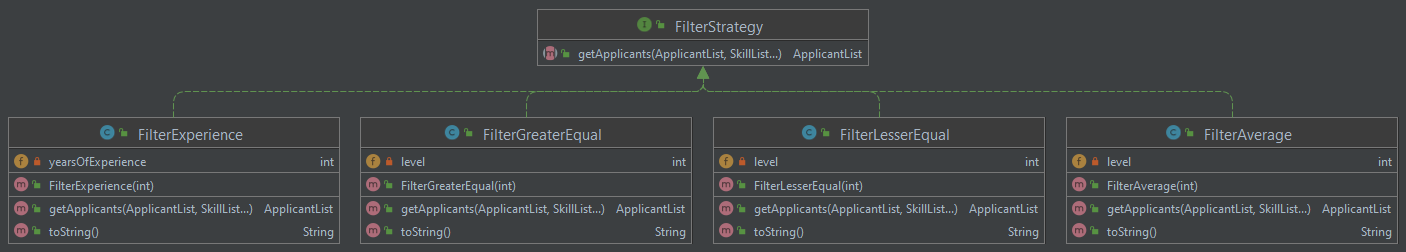 I FilterStrategy
m getApplicants(ApplicantList, SkillList...) ApplicantList
C FilterExperience
f yearsOfExperience int
m FilterExperience(int)
m getApplicants(ApplicantList, SkillList...) ApplicantList
m toString() String
C FilterGreaterEqual
f level int
m FilterGreaterEqual(int)
m getApplicants(ApplicantList, SkillList...) ApplicantList
m toString() String
C FilterLesserEqual
f level int
m FilterLesserEqual(int)
m getApplicants(ApplicantList, SkillList...) ApplicantList
m toString() String
C FilterAverage
f level int
m FilterAverage(int)
m getApplicants(ApplicantList, SkillList...) ApplicantList
m toString() String